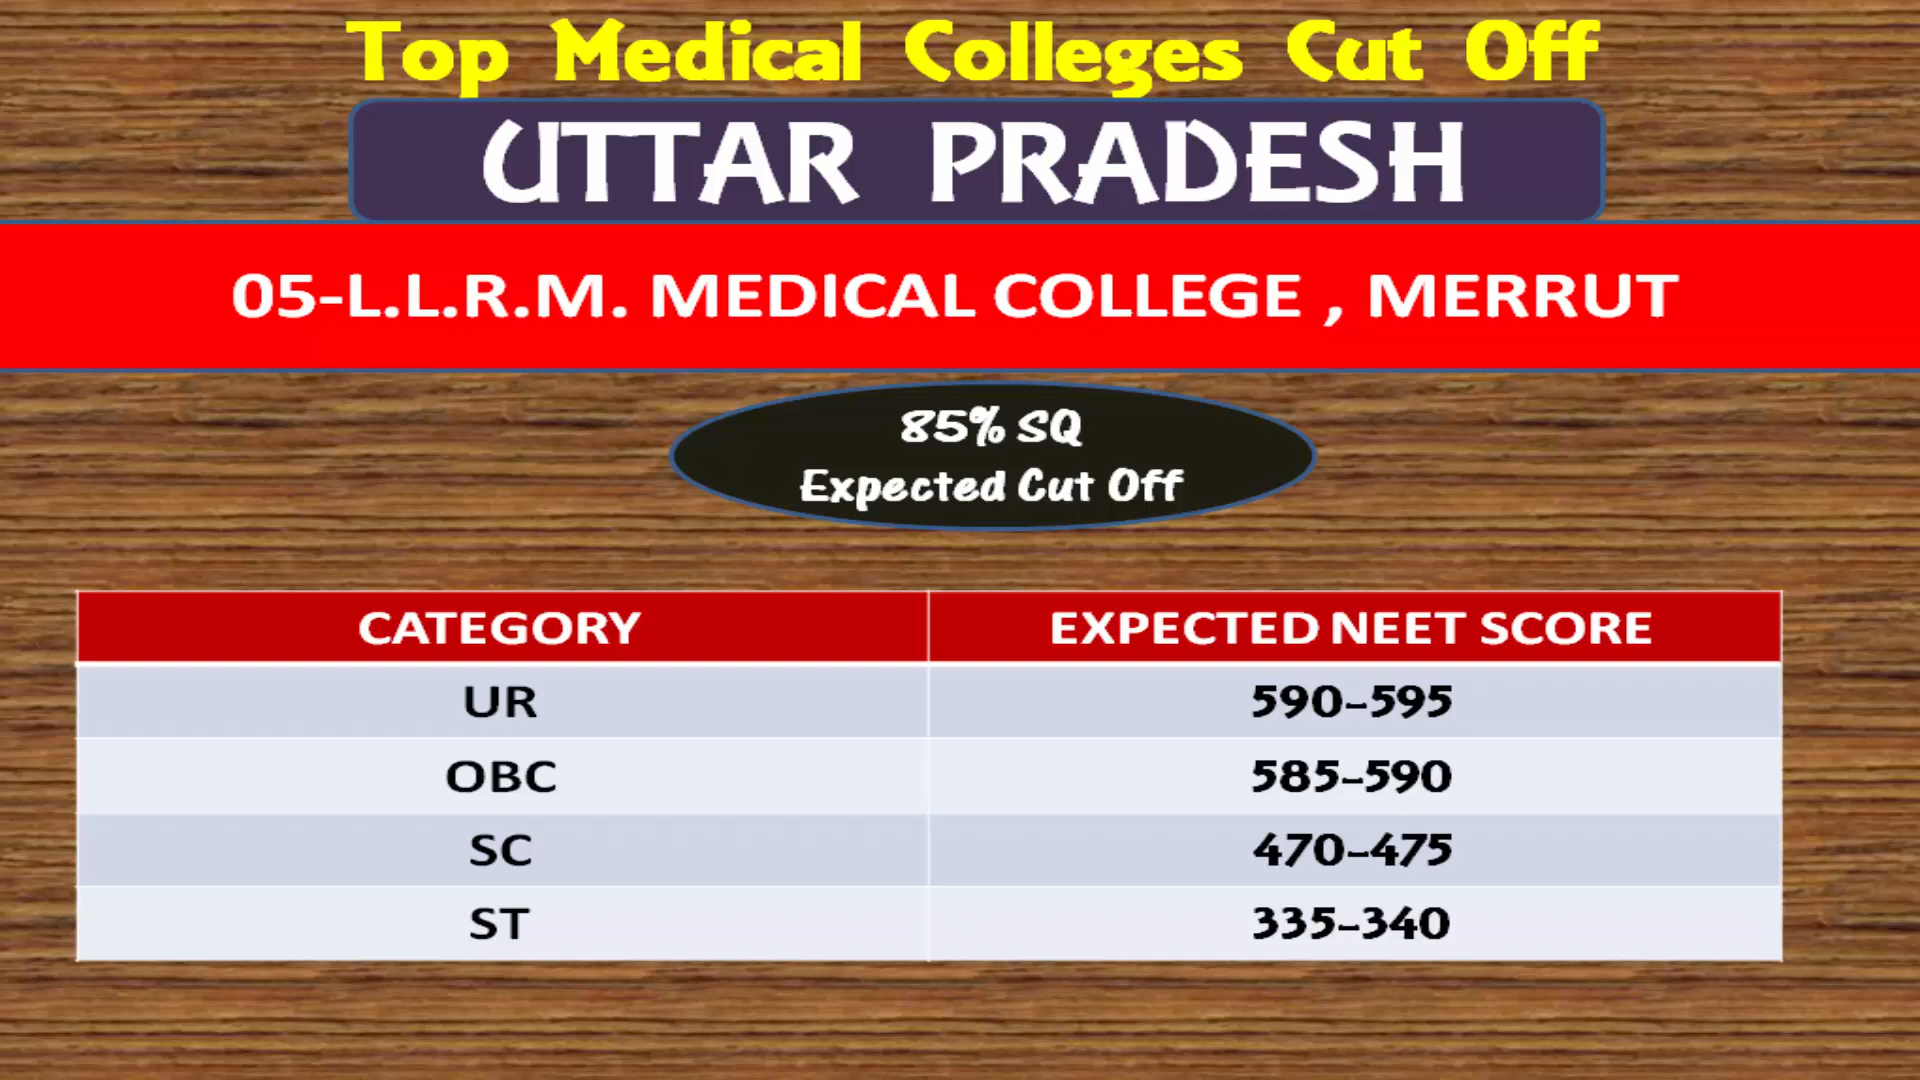 Top Medical Colleges Cut Off
UTTAR PRADESH
05-L.L.R.M. MEDICAL COLLEGE , MERRUT
85% SQ
Expected Cut Off
CATEGORY EXPECTED NEET SCORE
UR 590-595
OBC 585-590
SC 470-475
ST 335-340